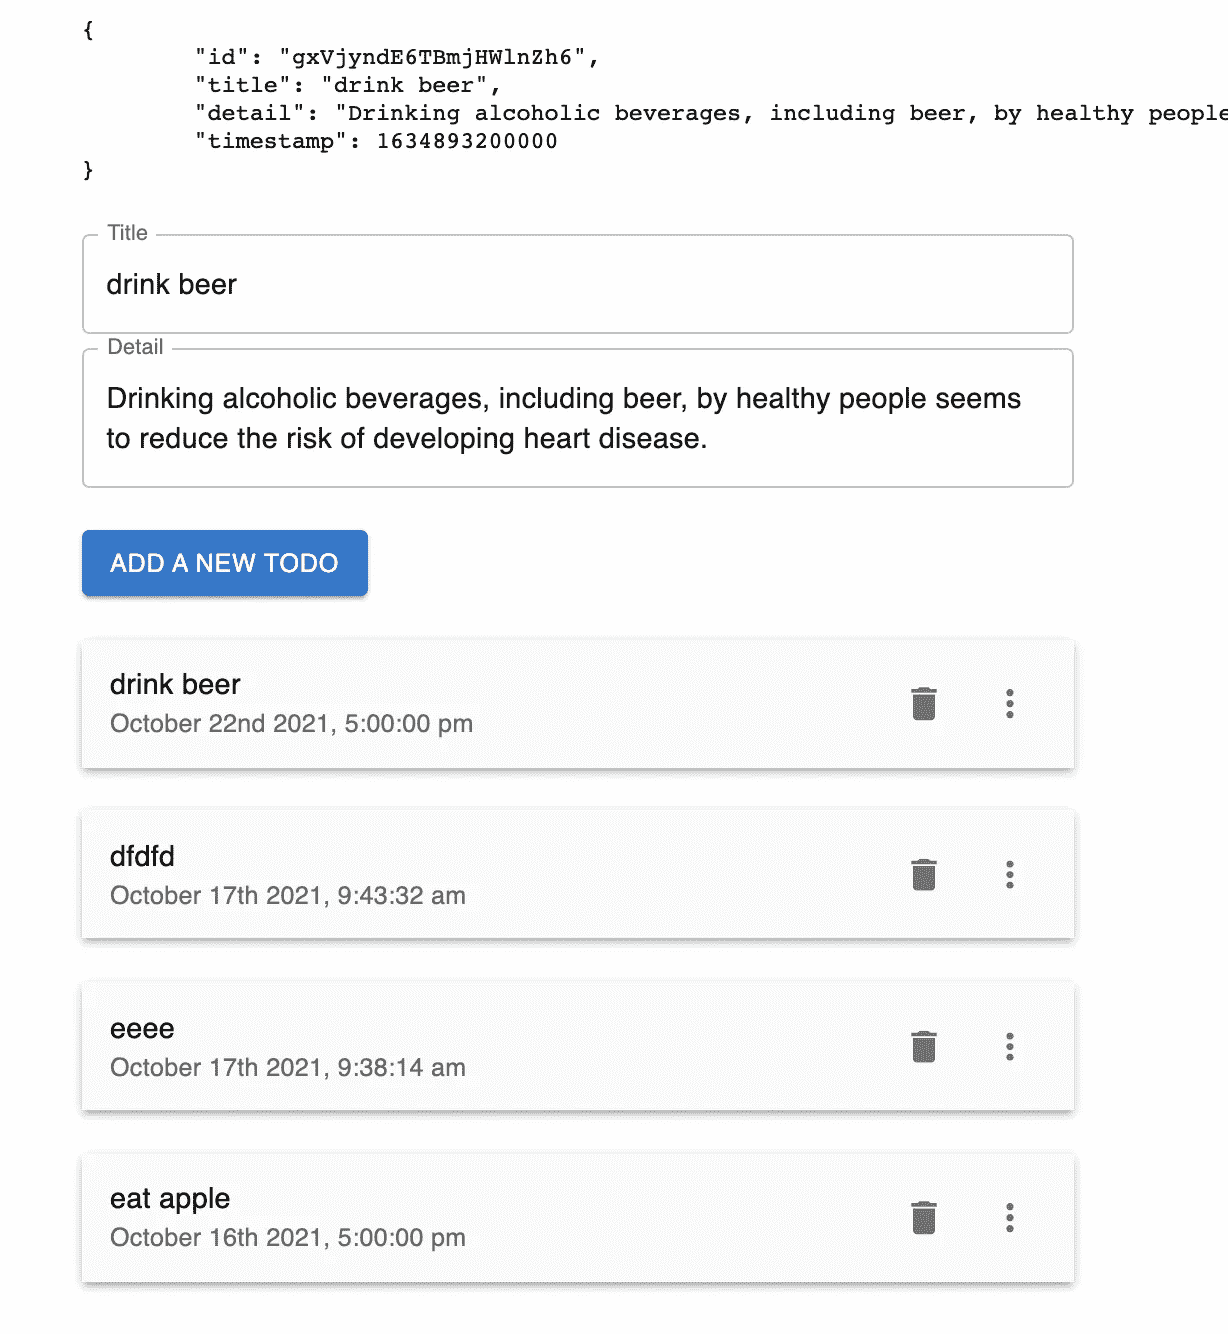 {
"id": "gxVjyndE6TBmjHWlnZh6",
"title": "drink beer",
"detail": "Drinking alcoholic beverages, including beer, by healthy people
"timestamp": 1634893200000
}
Title
drink beer
Detail
Drinking alcoholic beverages, including beer, by healthy people seems
to reduce the risk of developing heart disease.
ADD A NEW TODO
drink beer
October 22nd 2021, 5:00:00 pm
dfdfd
October 17th 2021, 9:43:32 am
eeee
October 17th 2021, 9:38:14 am
eat apple
October 16th 2021, 5:00:00 pm